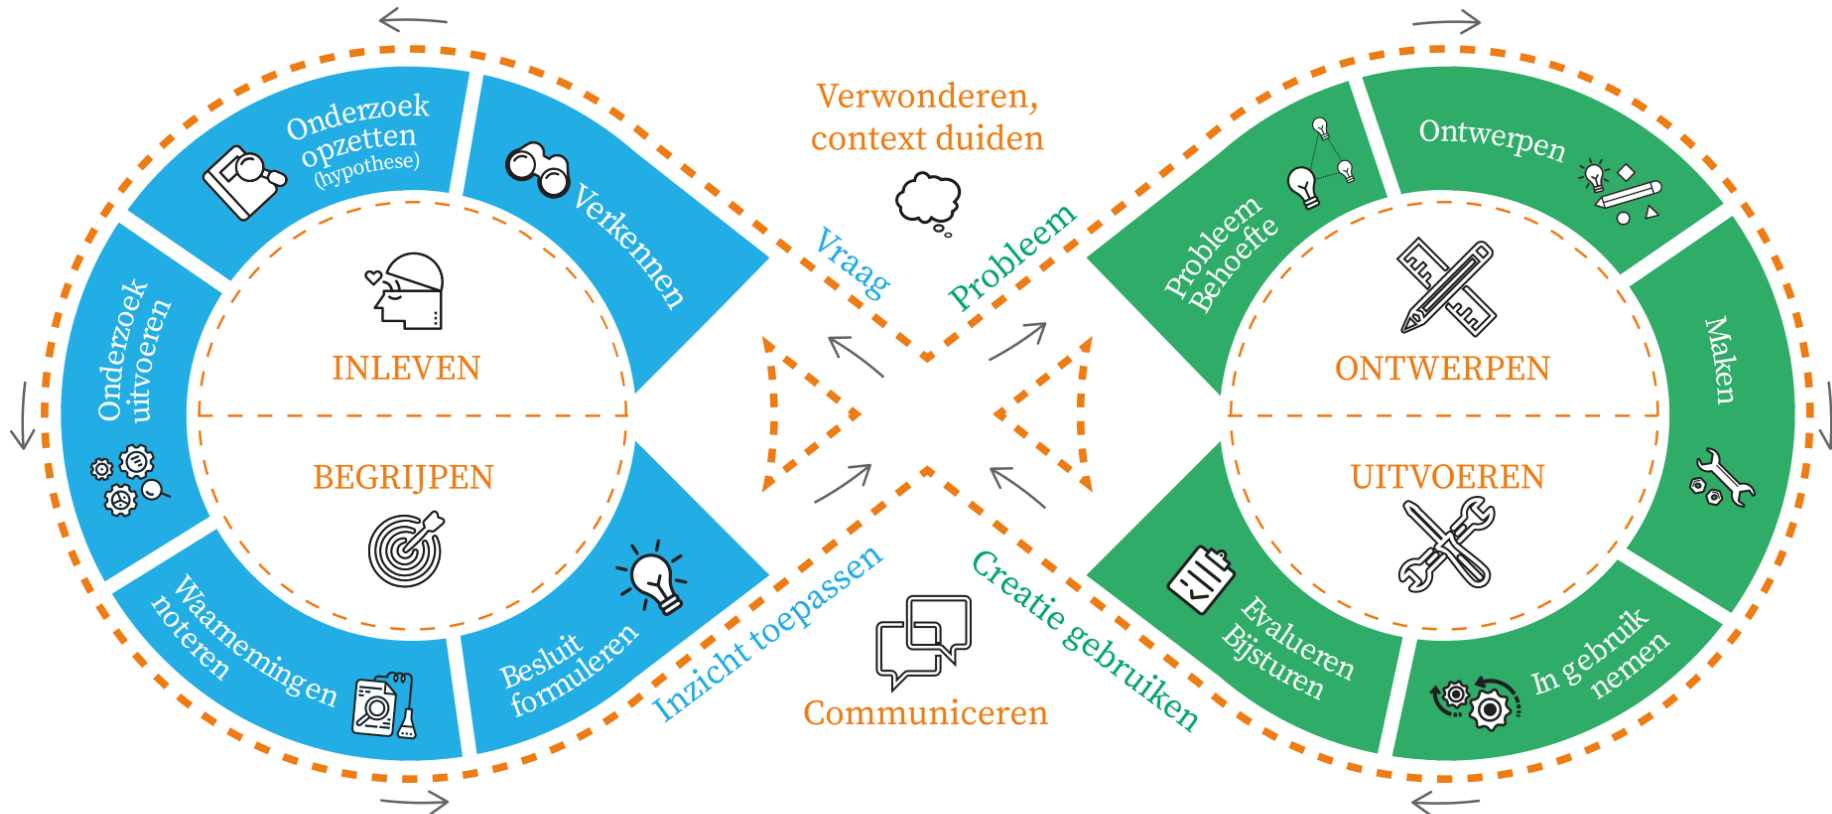 Verwonderen,
context duiden
Vraag
Verkennen
Onderzoek
opzetten
(hypothese)
Onderzoek
uitvoeren
Waarnemingen
noteren
Besluit
formuleren
INLEVEN
BEGRIJPEN
Inzicht toepassen
Probleem
Probleem
Behoefte
Ontwerpen
Maken
In gebruik
nemen
Evalueren
Bijsturen
ONTWERPEN
UITVOEREN
Creatie gebruiken
Communiceren